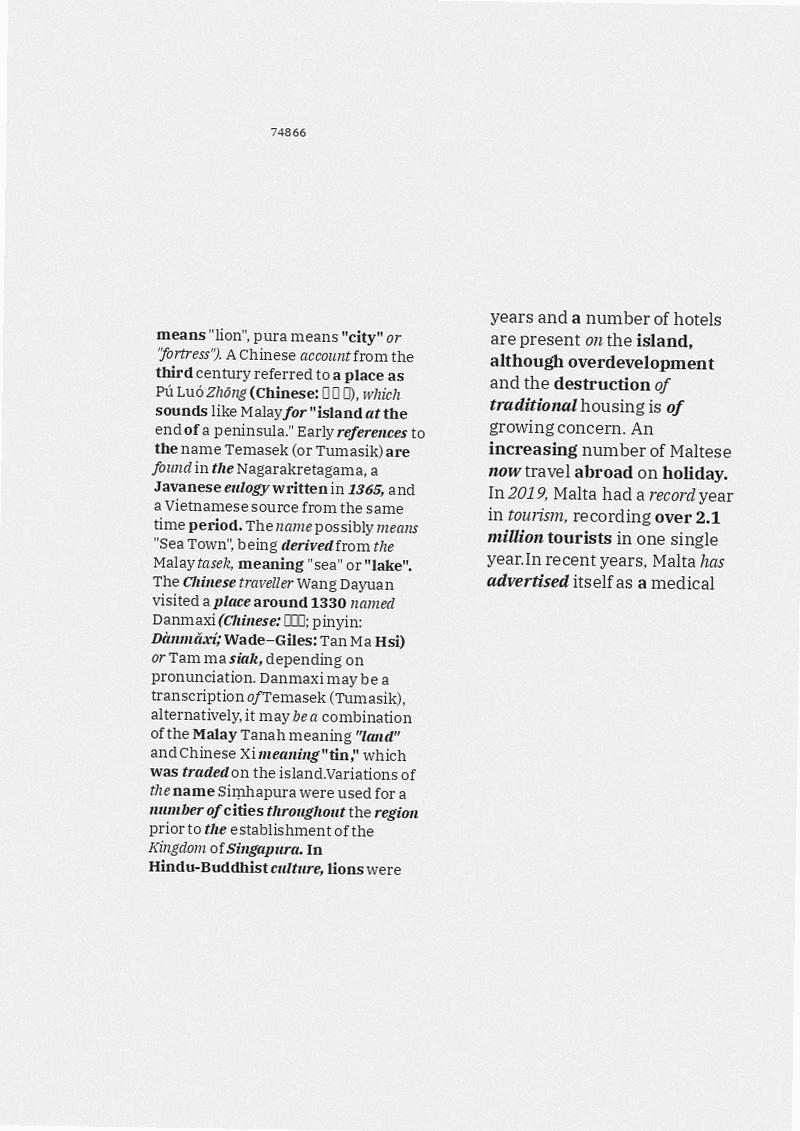 74866
means "lion", pura means "city" or
"fortress"). A Chinese account from the
third century referred to a place as
Pú Luó Zhōng (Chinese: □ □ □), which
sounds like Malay for "island at the
end of a peninsula." Early references to
the name Temasek (or Tumasik) are
found in the Nagarakretagama, a
Javanese eulogy written in 1365, and
a Vietnamese source from the same
time period. The name possibly means
"Sea Town", being derived from the
Malay tasek, meaning "sea" or "lake".
The Chinese traveller Wang Dayuan
visited a place around 1330 named
Danmaxi (Chinese: □□□; pinyin:
Dànmǎxí; Wade–Giles: Tan Ma Hsi)
or Tam ma siak, depending on
pronunciation. Danmaxi may be a
transcription of Temasek (Tumasik),
alternatively, it may be a combination
of the Malay Tanah meaning "land"
and Chinese Xi meaning "tin," which
was traded on the island.Variations of
the name Siṃhapura were used for a
number of cities throughout the region
prior to the establishment of the
Kingdom of Singapura. In
Hindu-Buddhist culture, lions were
years and a number of hotels
are present on the island,
although overdevelopment
and the destruction of
traditional housing is of
growing concern. An
increasing number of Maltese
now travel abroad on holiday.
In 2019, Malta had a record year
in tourism, recording over 2.1
million tourists in one single
year.In recent years, Malta has
advertised itself as a medical